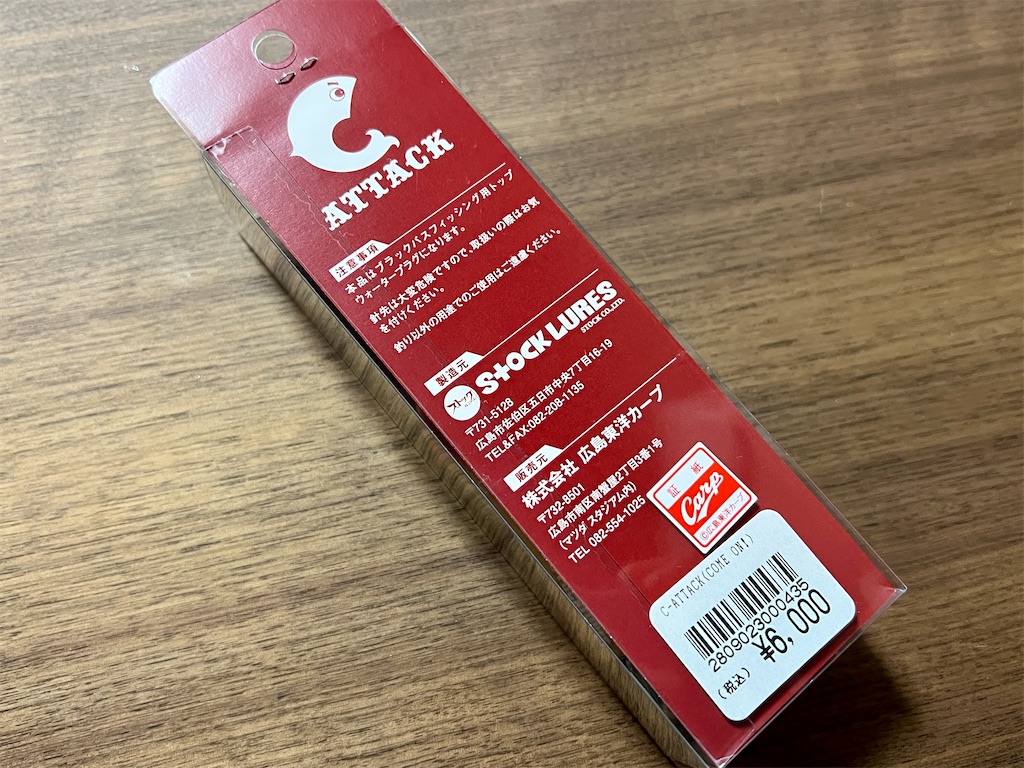 ATTACK
注意事項
本品はブラックバスフィッシング用トップ
ウォータープラグになります。
針先は大変危険ですので、取扱いの際はお気
を付けください。
釣り以外の用途でのご使用はご遠慮ください。
製造元
ストック
STOCK LURES
STOCK CO.,LTD.
〒731-5128
広島市佐伯区五日市中央7丁目16-19
TEL&FAX:082-208-1135
販売元
株式会社 広島東洋カープ
〒732-8501
広島市南区南蟹屋2丁目3番1号
(マツダ スタジアム内)
TEL 082-554-1025
証 紙
Carp
©広島東洋カープ
C-ATTACK(COME ON!)
2809023000435
¥6,000
(税込)